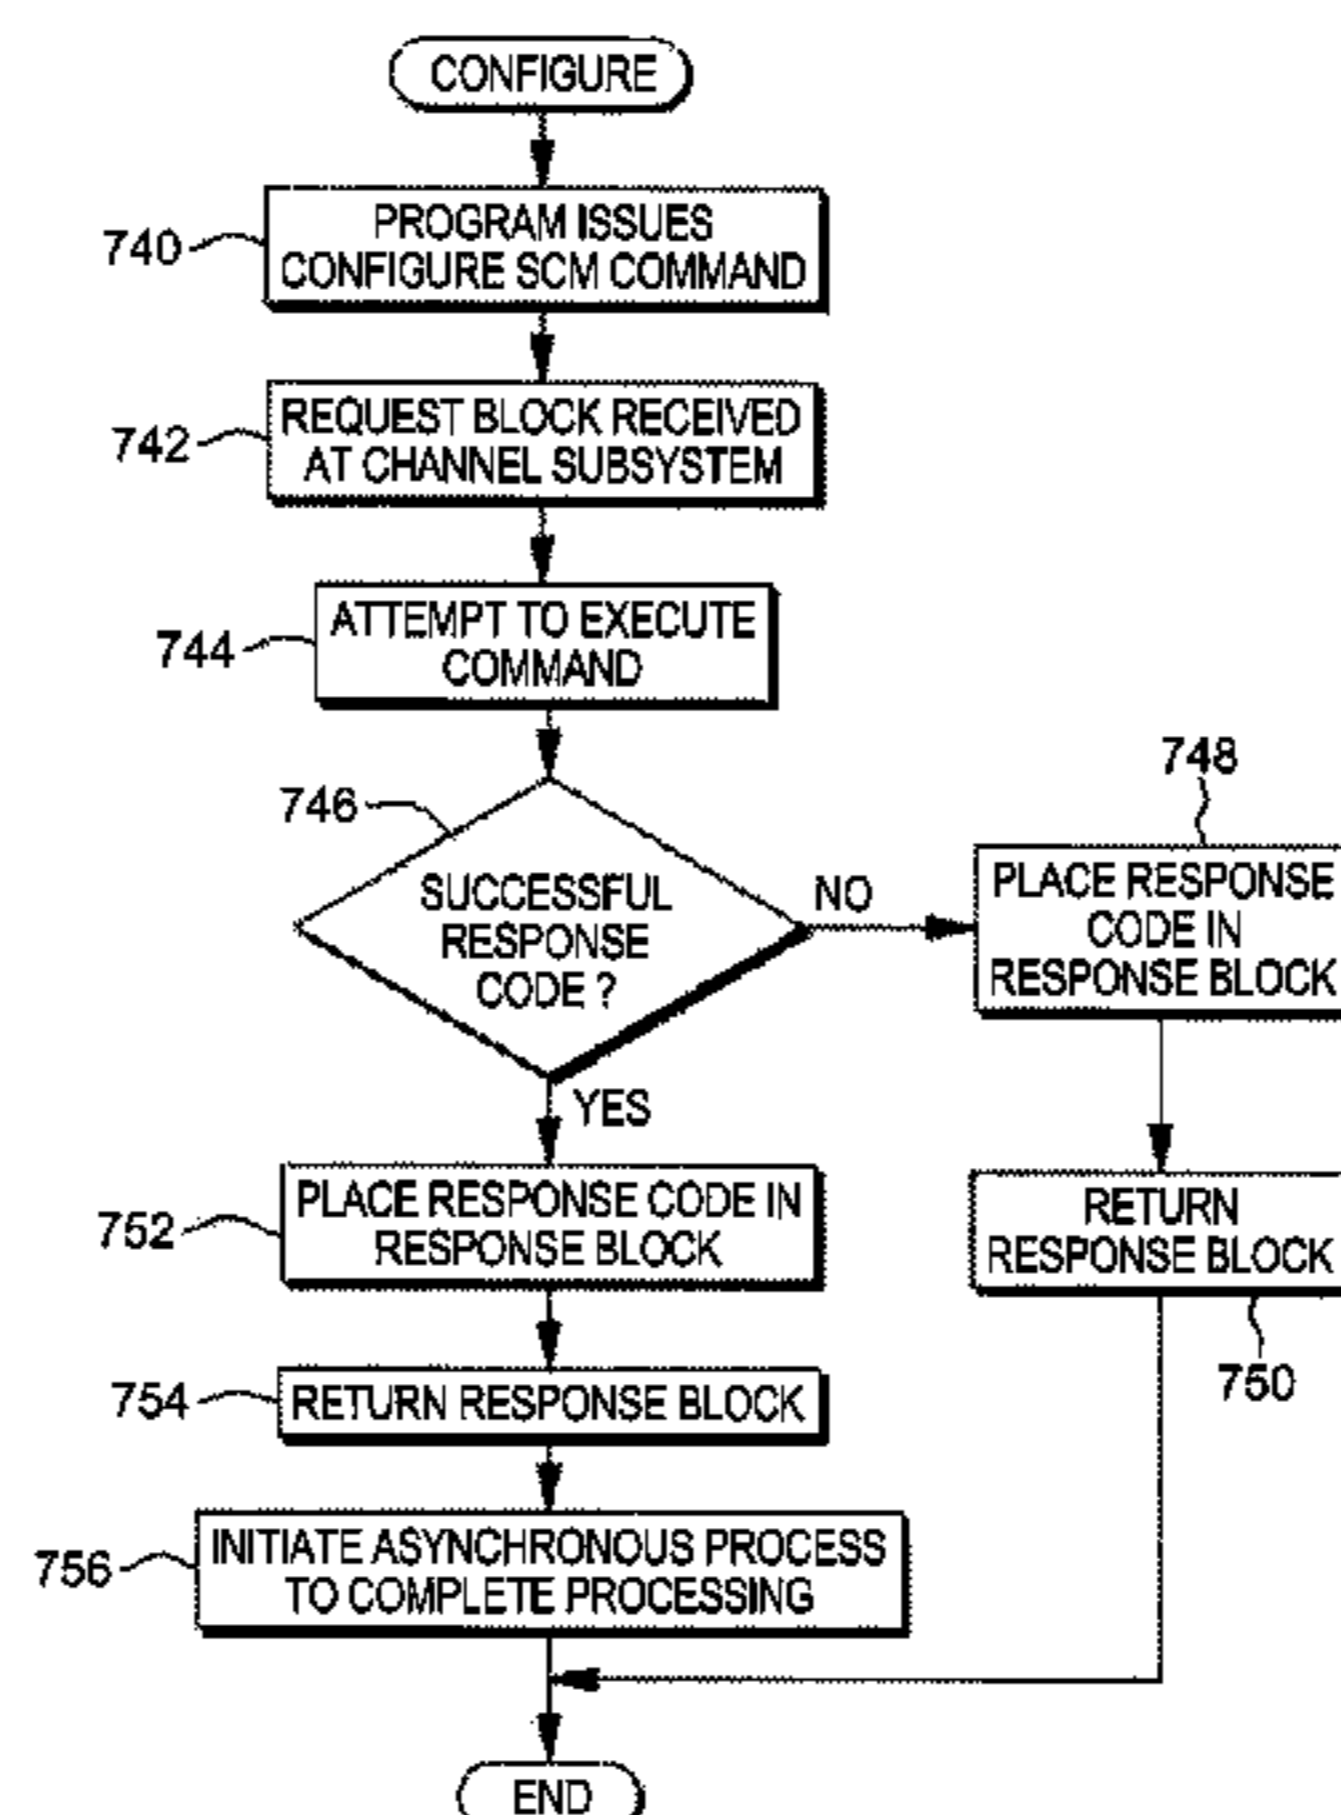 CONFIGURE
740
PROGRAM ISSUES
CONFIGURE SCM COMMAND
742
REQUEST BLOCK RECEIVED
AT CHANNEL SUBSYSTEM
744
ATTEMPT TO EXECUTE
COMMAND
746
SUCCESSFUL
RESPONSE
CODE ?
NO
748
PLACE RESPONSE
CODE IN
RESPONSE BLOCK
RETURN
RESPONSE BLOCK
750
YES
752
PLACE RESPONSE CODE IN
RESPONSE BLOCK
754
RETURN RESPONSE BLOCK
756
INITIATE ASYNCHRONOUS PROCESS
TO COMPLETE PROCESSING
END